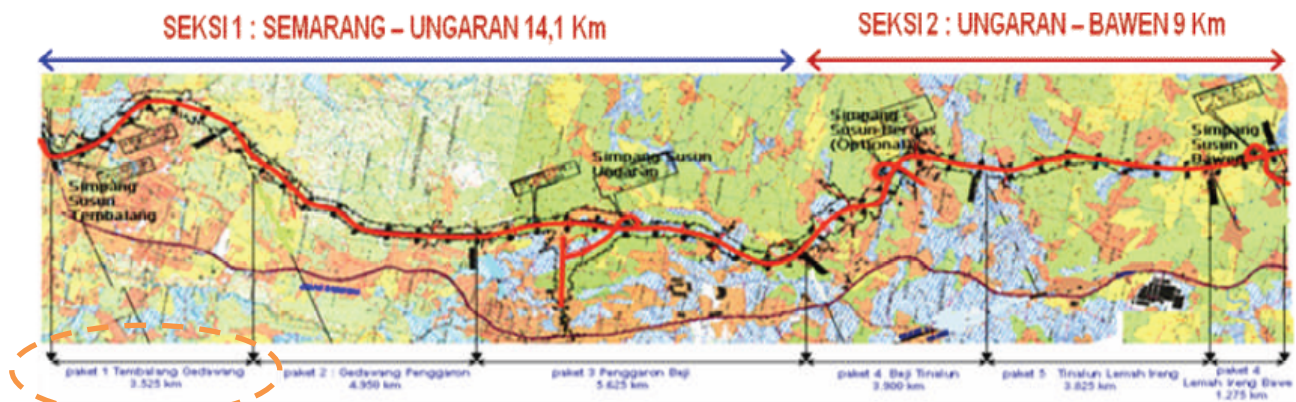 SEKSI 1 : SEMARANG – UNGARAN 14,1 Km
SEKSI 2 : UNGARAN – BAWEN 9 Km
Simpang
Susun
Tembalang
Simpang Susun
Ungaran
Simpang
Susun Bergas
(Optional)
Simpang
Susun
Bawen
paket 1 Tembalang Gedawang
3.525 km
paket 2 : Gedawang Penggaron
4.950 km
paket 3 Penggaron Beji
5.625 km
paket 4 Beji Tinalun
3.900 km
paket 5 Tinalun Lemah Ireng
3.825 km
paket 4
Lemah Ireng Bawe
1.275 km